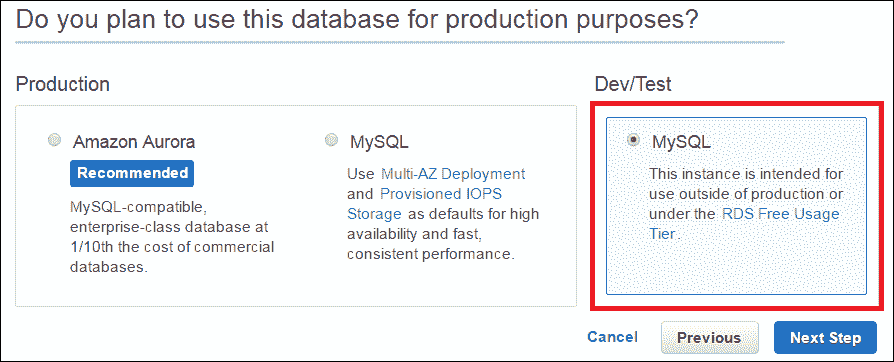 Do you plan to use this database for production purposes?
Production
Amazon Aurora
Recommended
MySQL-compatible,
enterprise-class database at
1/10th the cost of commercial
databases.
MySQL
Use Multi-AZ Deployment
and Provisioned IOPS
Storage as defaults for high
availability and fast,
consistent performance.
Dev/Test
MySQL
This instance is intended for
use outside of production or
under the RDS Free Usage
Tier.
Cancel
Previous
Next Step